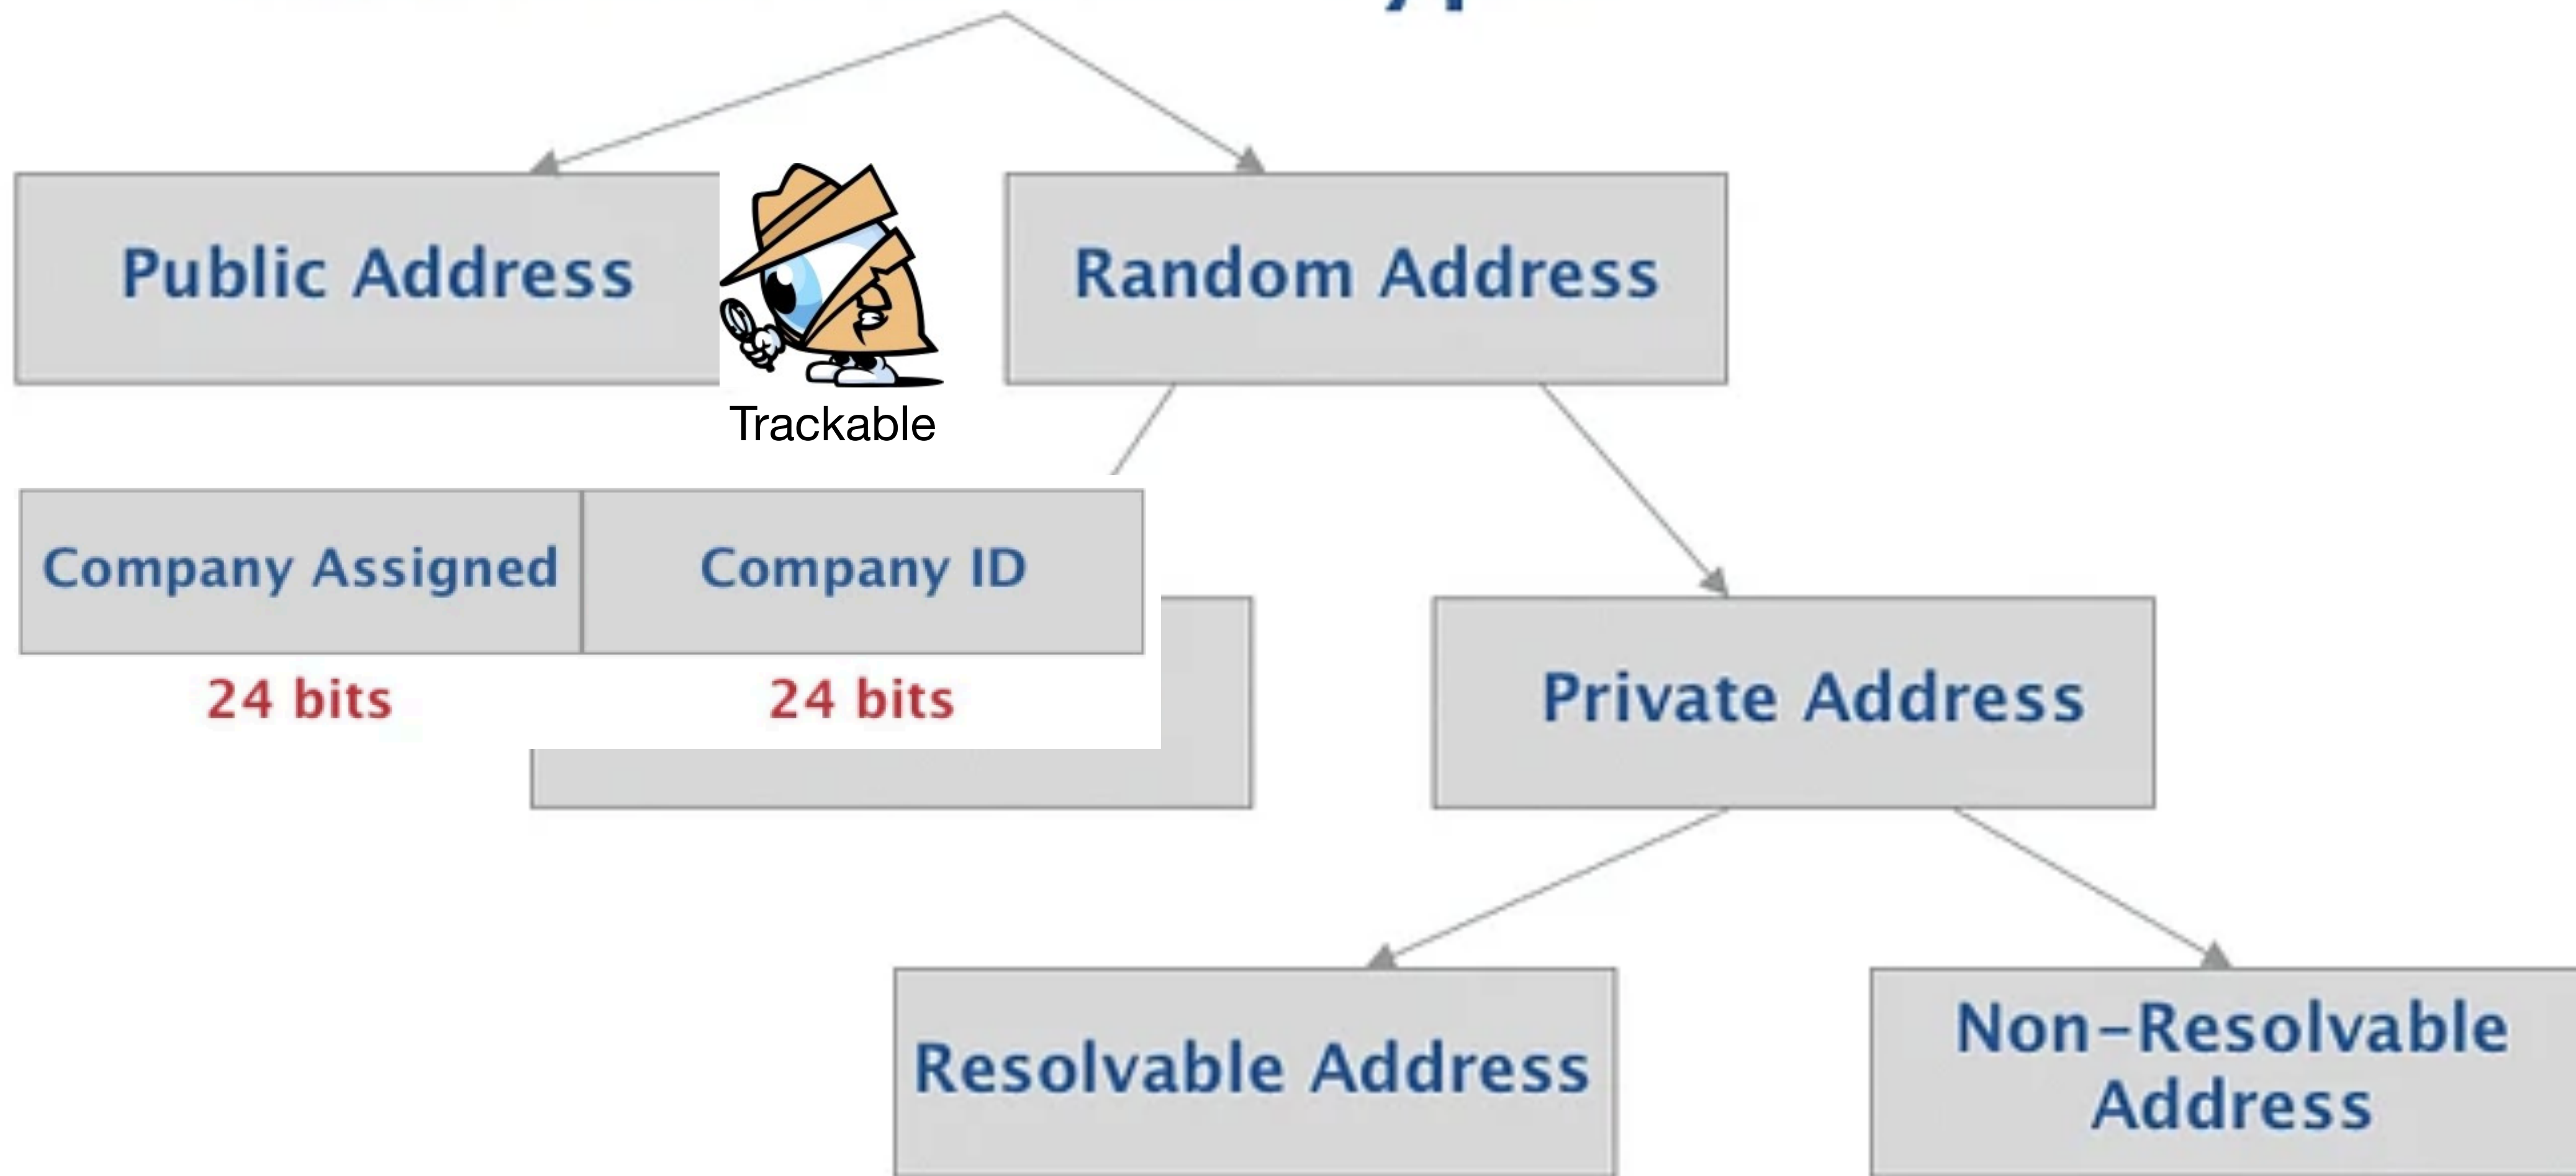 Public Address
Random Address
Trackable
Company Assigned
Company ID
24 bits
24 bits
Private Address
Resolvable Address
Non-Resolvable
Address